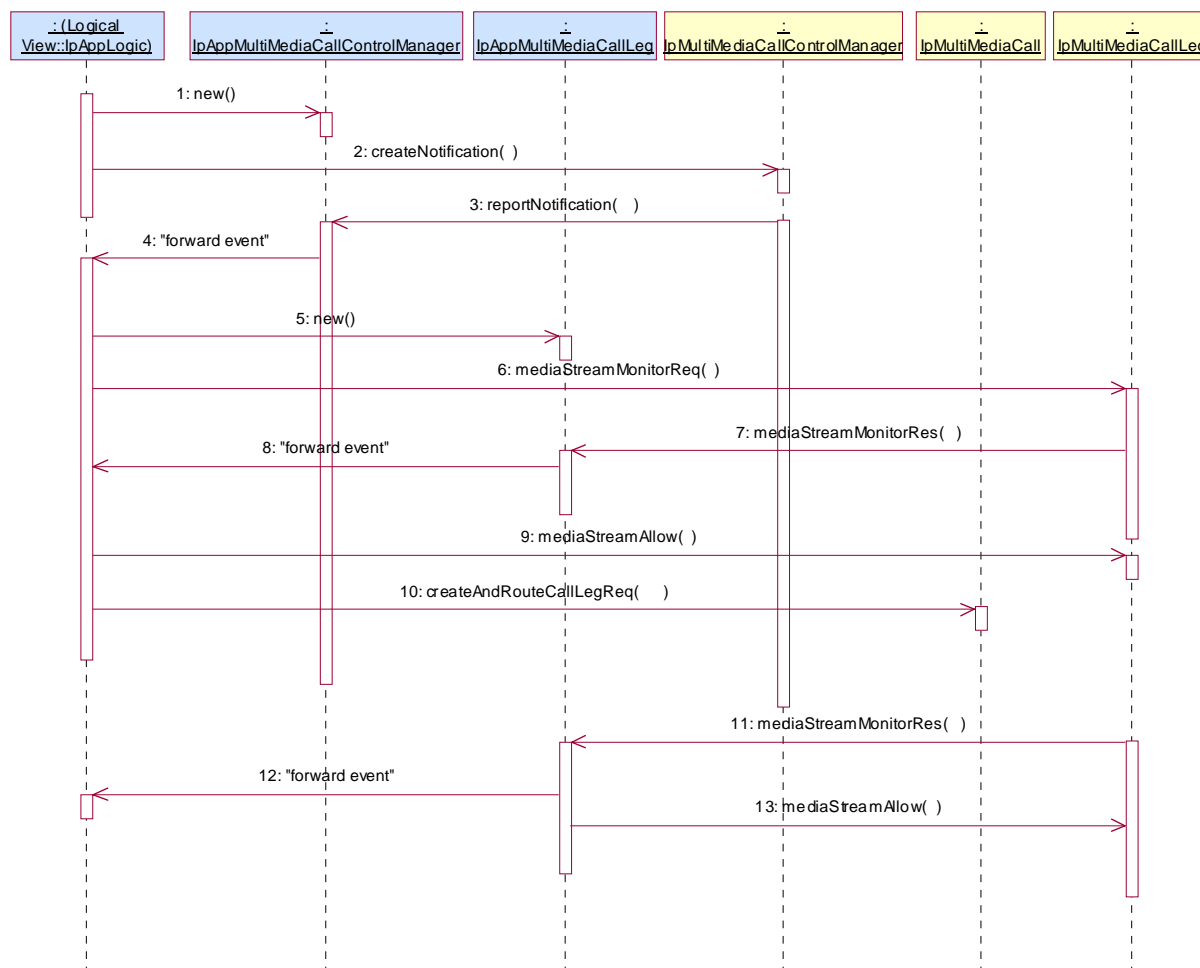 : (Logical
View::IpAppLogic)
:
IpAppMultiMediaCallControlManager
:
IpAppMultiMediaCallLeg
:
IpMultiMediaCallControlManager
:
IpMultiMediaCall
:
IpMultiMediaCallLeg
1: new()
2: createNotification( )
3: reportNotification( )
4: "forward event"
5: new()
6: mediaStreamMonitorReq( )
7: mediaStreamMonitorRes( )
8: "forward event"
9: mediaStreamAllow( )
10: createAndRouteCallLegReq( )
11: mediaStreamMonitorRes( )
12: "forward event"
13: mediaStreamAllow( )